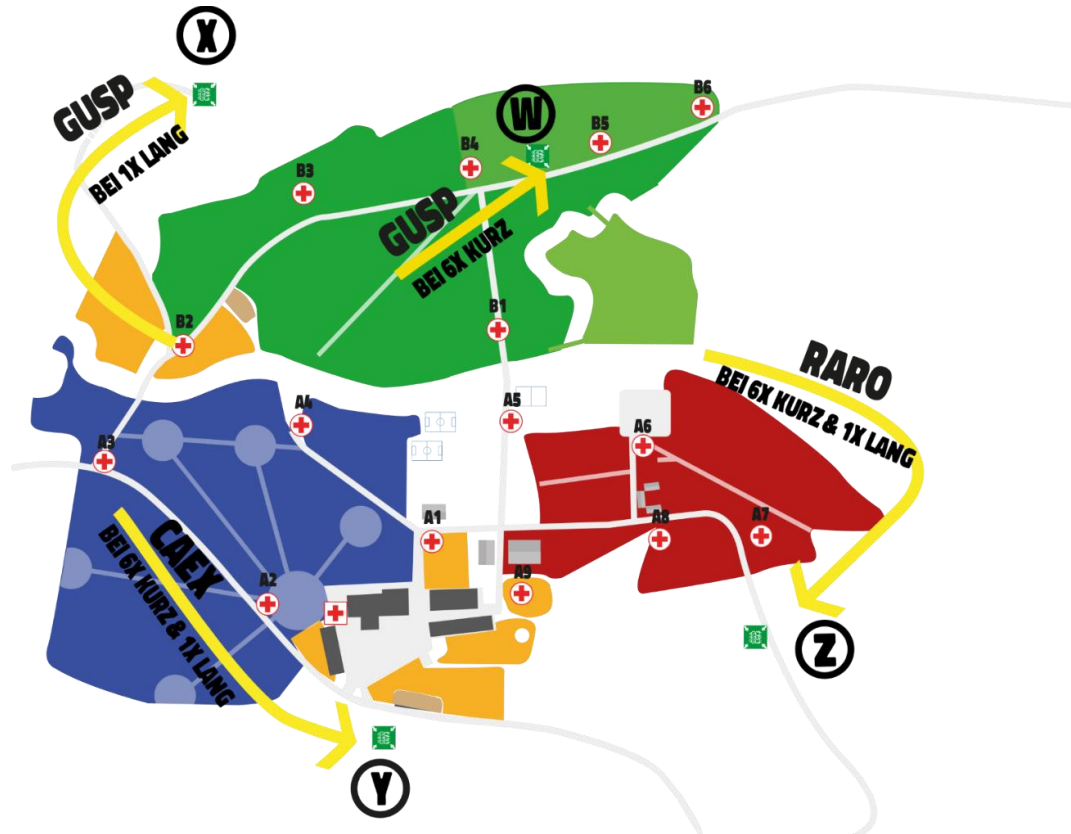 X
GUSP
BEI 1X LANG
W
B6
B5
B4
B3
GUSP
BEI 6X KURZ
B2
B1
RARO
BEI 6X KURZ & 1X LANG
A4
A5
A6
A3
A1
A8
A7
CAEX
BEI 6X KURZ & 1X LANG
A2
A9
Z
Y